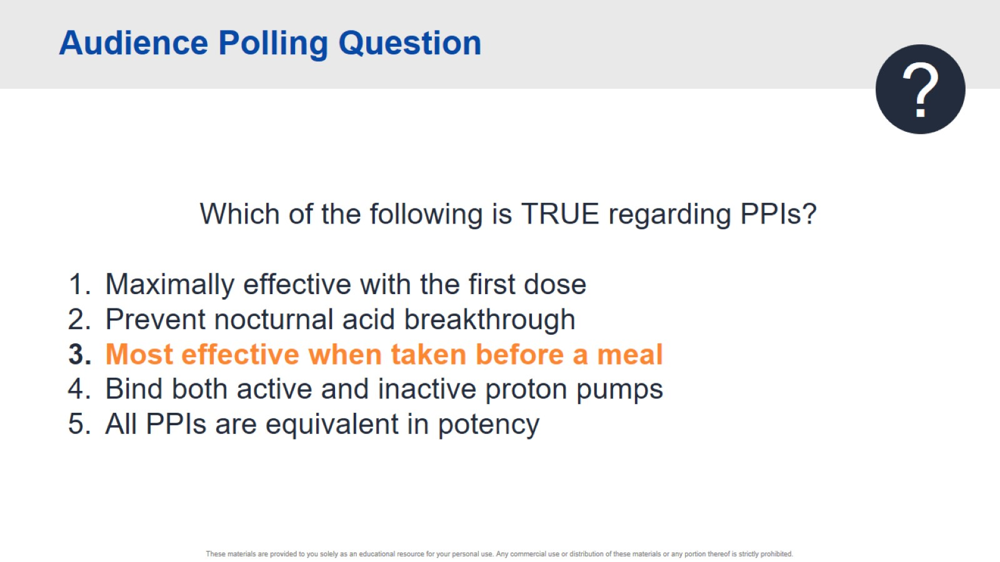 Audience Polling Question
?
Which of the following is TRUE regarding PPIs?
1. Maximally effective with the first dose
2. Prevent nocturnal acid breakthrough
3. Most effective when taken before a meal
4. Bind both active and inactive proton pumps
5. All PPIs are equivalent in potency
These materials are provided to you solely as an educational resource for your personal use. Any commercial use or distribution of these materials or any portion thereof is strictly prohibited.